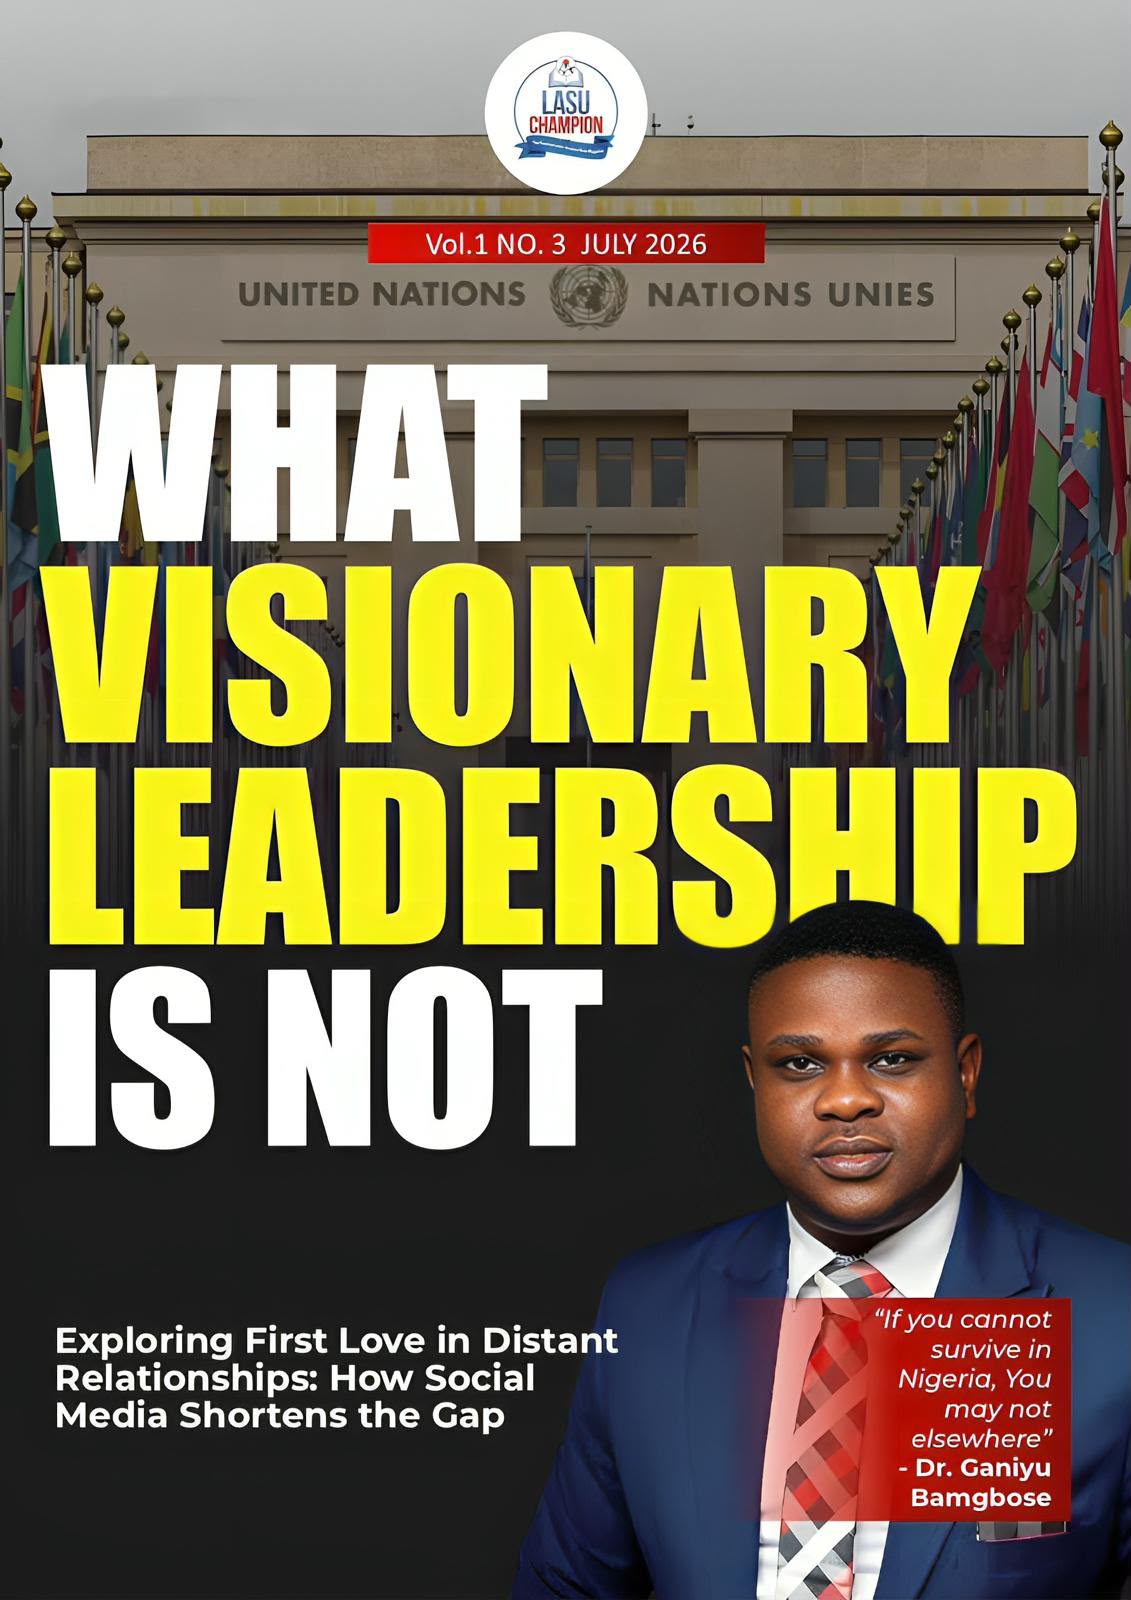 LASU
CHAMPION
Vol.1 NO. 3 JULY 2026
UNITED NATIONS NATIONS UNIES
WHAT
VISIONARY
LEADERSHIP
IS NOT
Exploring First Love in Distant
Relationships: How Social
Media Shortens the Gap
“If you cannot
survive in
Nigeria, You
may not
elsewhere”
- Dr. Ganiyu
Bamgbose